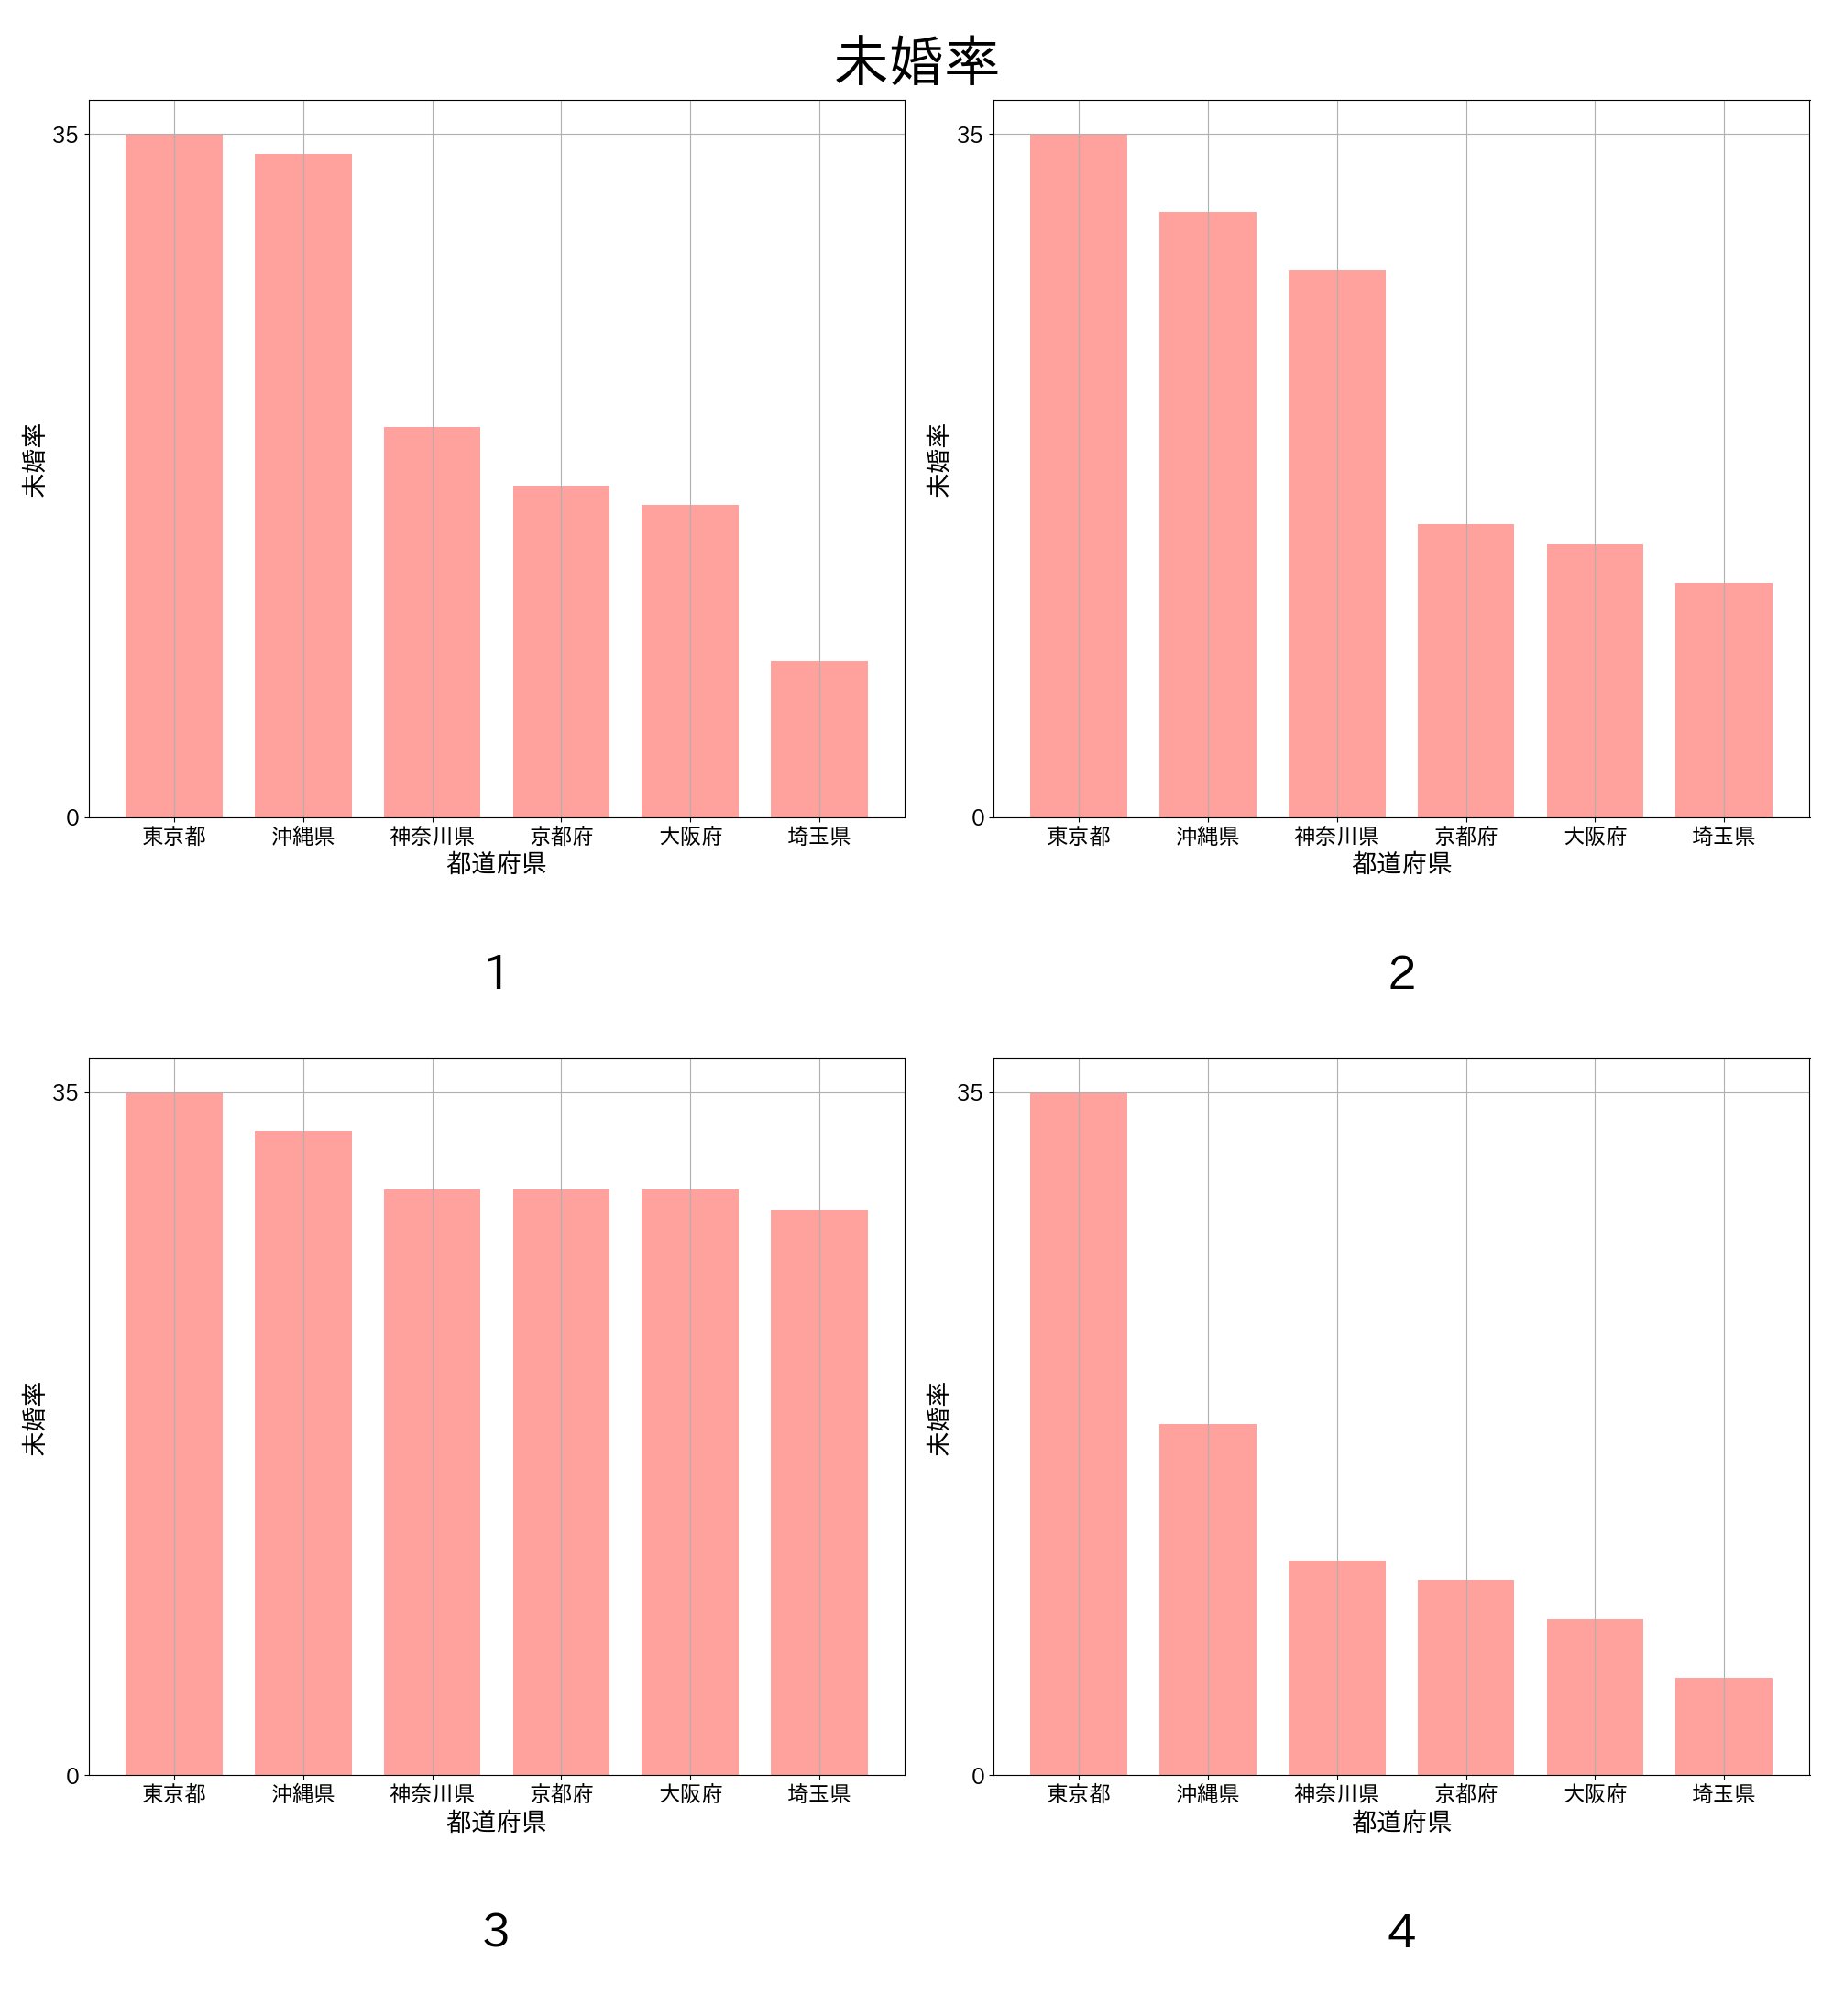 未婚率
35
0
未婚率
東京都 沖縄県 神奈川県 京都府 大阪府 埼玉県
都道府県
1
35
0
未婚率
東京都 沖縄県 神奈川県 京都府 大阪府 埼玉県
都道府県
2
35
0
未婚率
東京都 沖縄県 神奈川県 京都府 大阪府 埼玉県
都道府県
3
35
0
未婚率
東京都 沖縄県 神奈川県 京都府 大阪府 埼玉県
都道府県
4